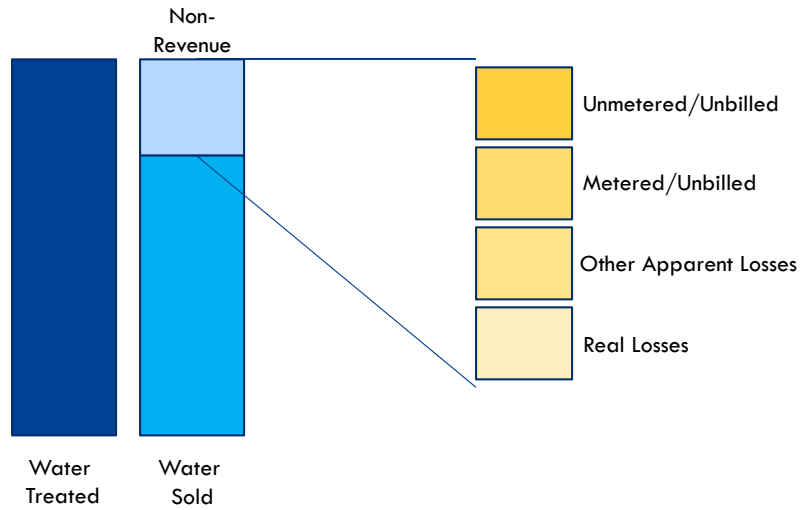 Non-
Revenue
Unmetered/Unbilled
Metered/Unbilled
Other Apparent Losses
Real Losses
Water
Treated
Water
Sold